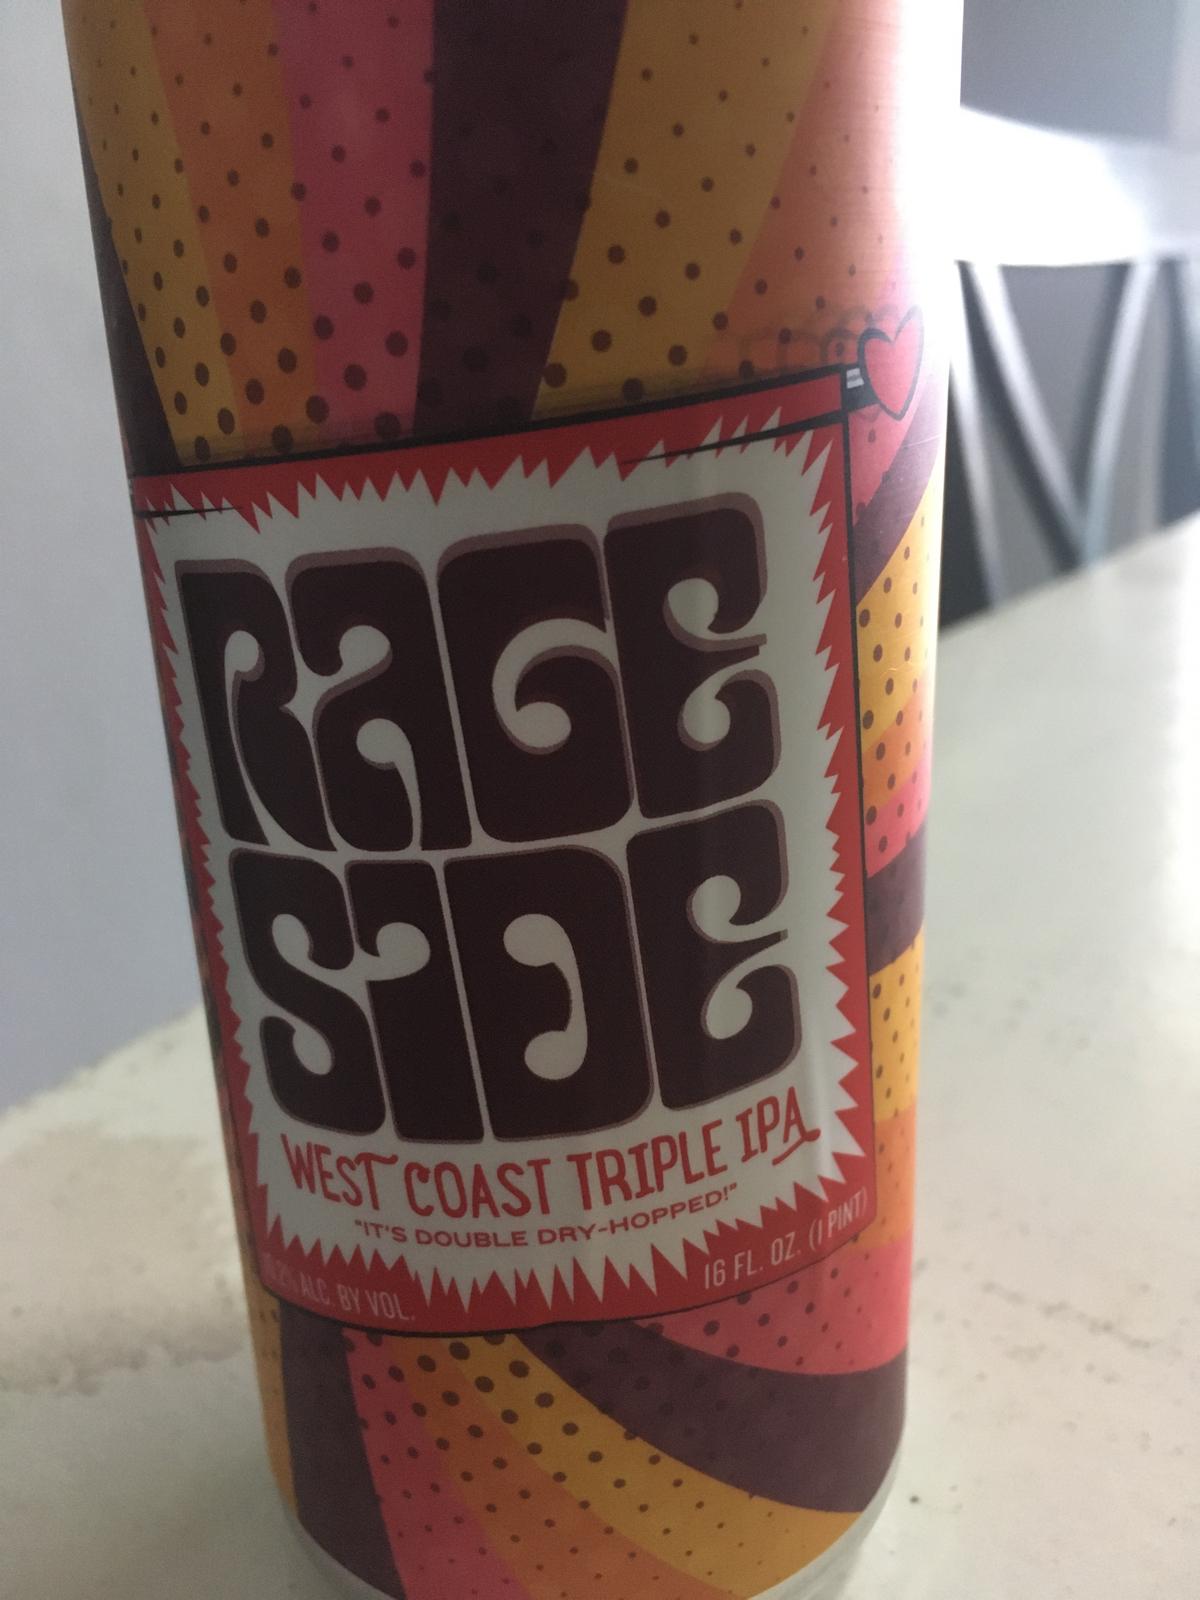 RAGE
SIDE
WEST COAST TRIPLE IPA
"IT'S DOUBLE DRY-HOPPED!"
ALC. BY VOL.
16 FL. OZ. (1 PINT)